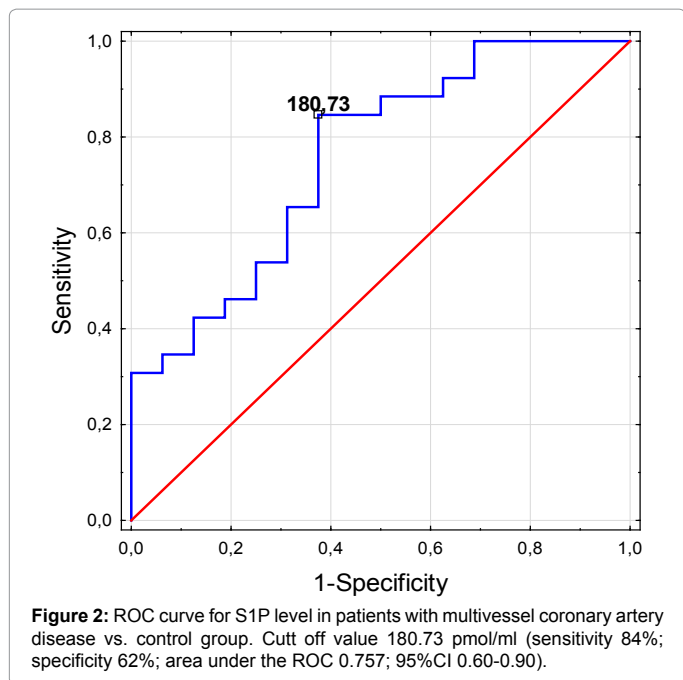 1,0
180,73
0,8
0,6
0,4
0,2
0,0
Sensitivity
0,0 0,2 0,4 0,6 0,8 1,0
1-Specificity
Figure 2: ROC curve for S1P level in patients with multivessel coronary artery
disease vs. control group. Cutt off value 180.73 pmol/ml (sensitivity 84%;
specificity 62%; area under the ROC 0.757; 95%CI 0.60-0.90).